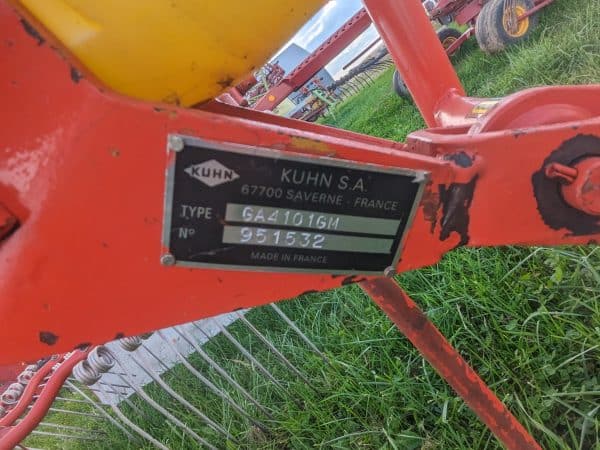 KUHN
KUHN S.A.
67700 SAVERNE - FRANCE
TYPE GA4101GM
N° 951532
MADE IN FRANCE